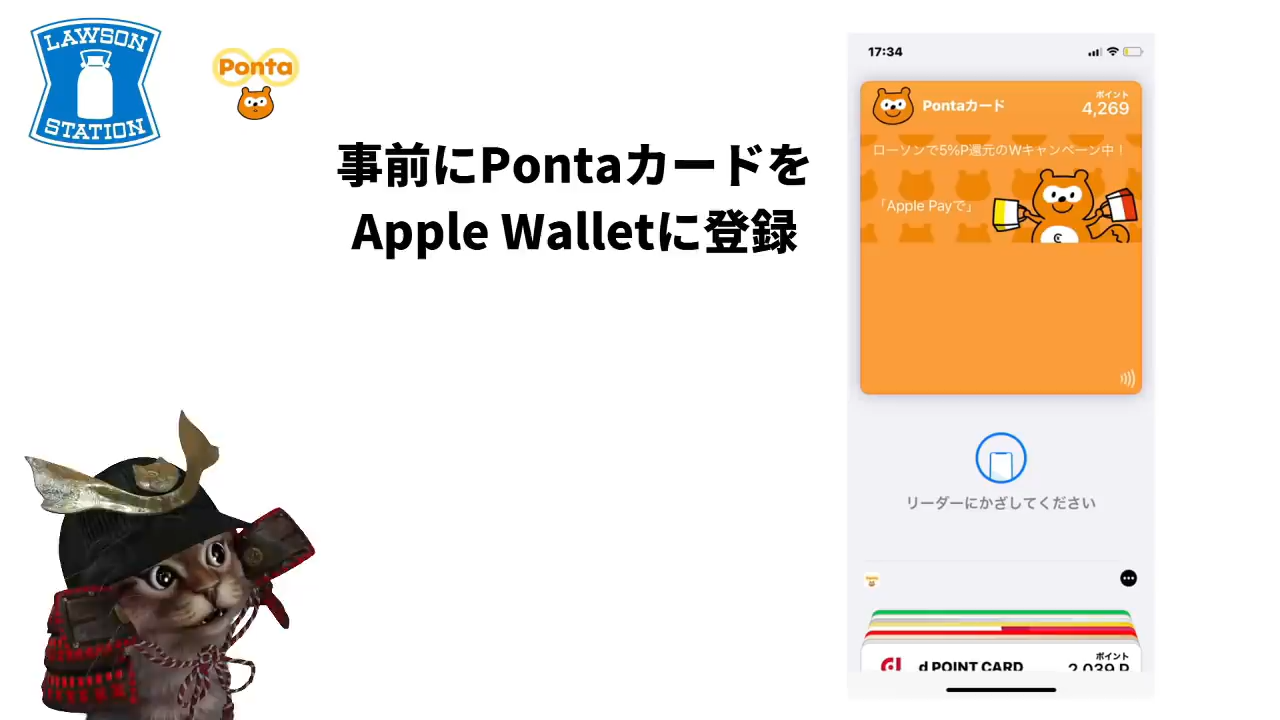 LAWSON
STATION
Ponta
事前にPontaカードを
Apple Walletに登録
17:34
Pontaカード
ポイント
4,269
ローソンで5%P還元のWキャンペーン中！
「Apple Payで」
リーダーにかざしてください
d POINT CARD
ポイント
2,039 P